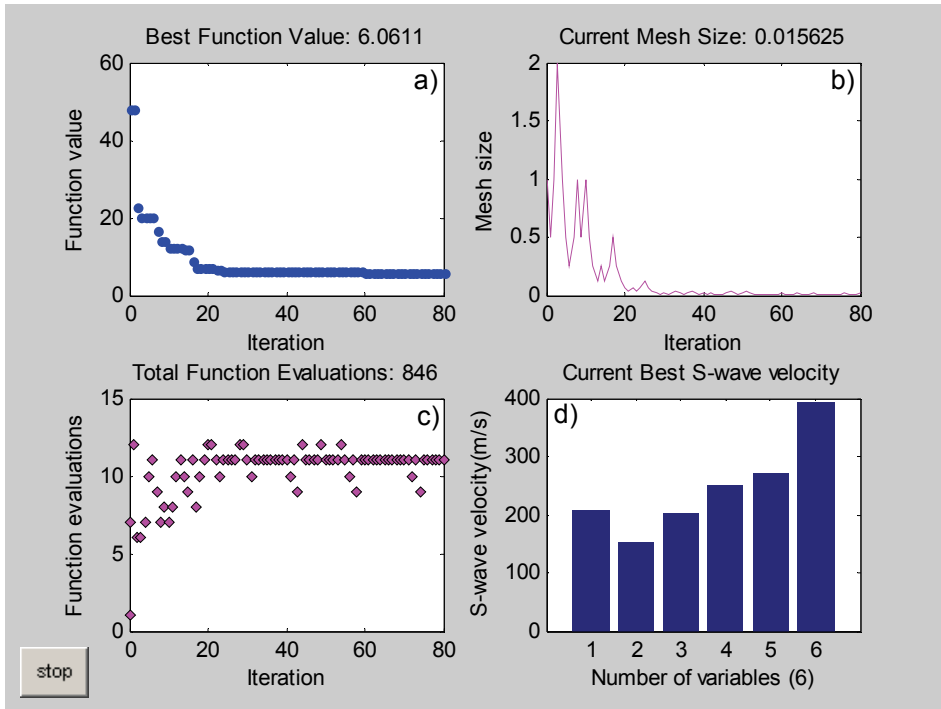 Best Function Value: 6.0611
a)
Function value
60
40
20
0
0
20
40
60
80
Iteration
Current Mesh Size: 0.015625
b)
Mesh size
2
1.5
1
0.5
0
0
20
40
60
80
Iteration
Total Function Evaluations: 846
c)
Function evaluations
15
10
5
0
0
20
40
60
80
Iteration
Current Best S-wave velocity
d)
S-wave velocity(m/s)
400
300
200
100
0
1
2
3
4
5
6
Number of variables (6)
stop